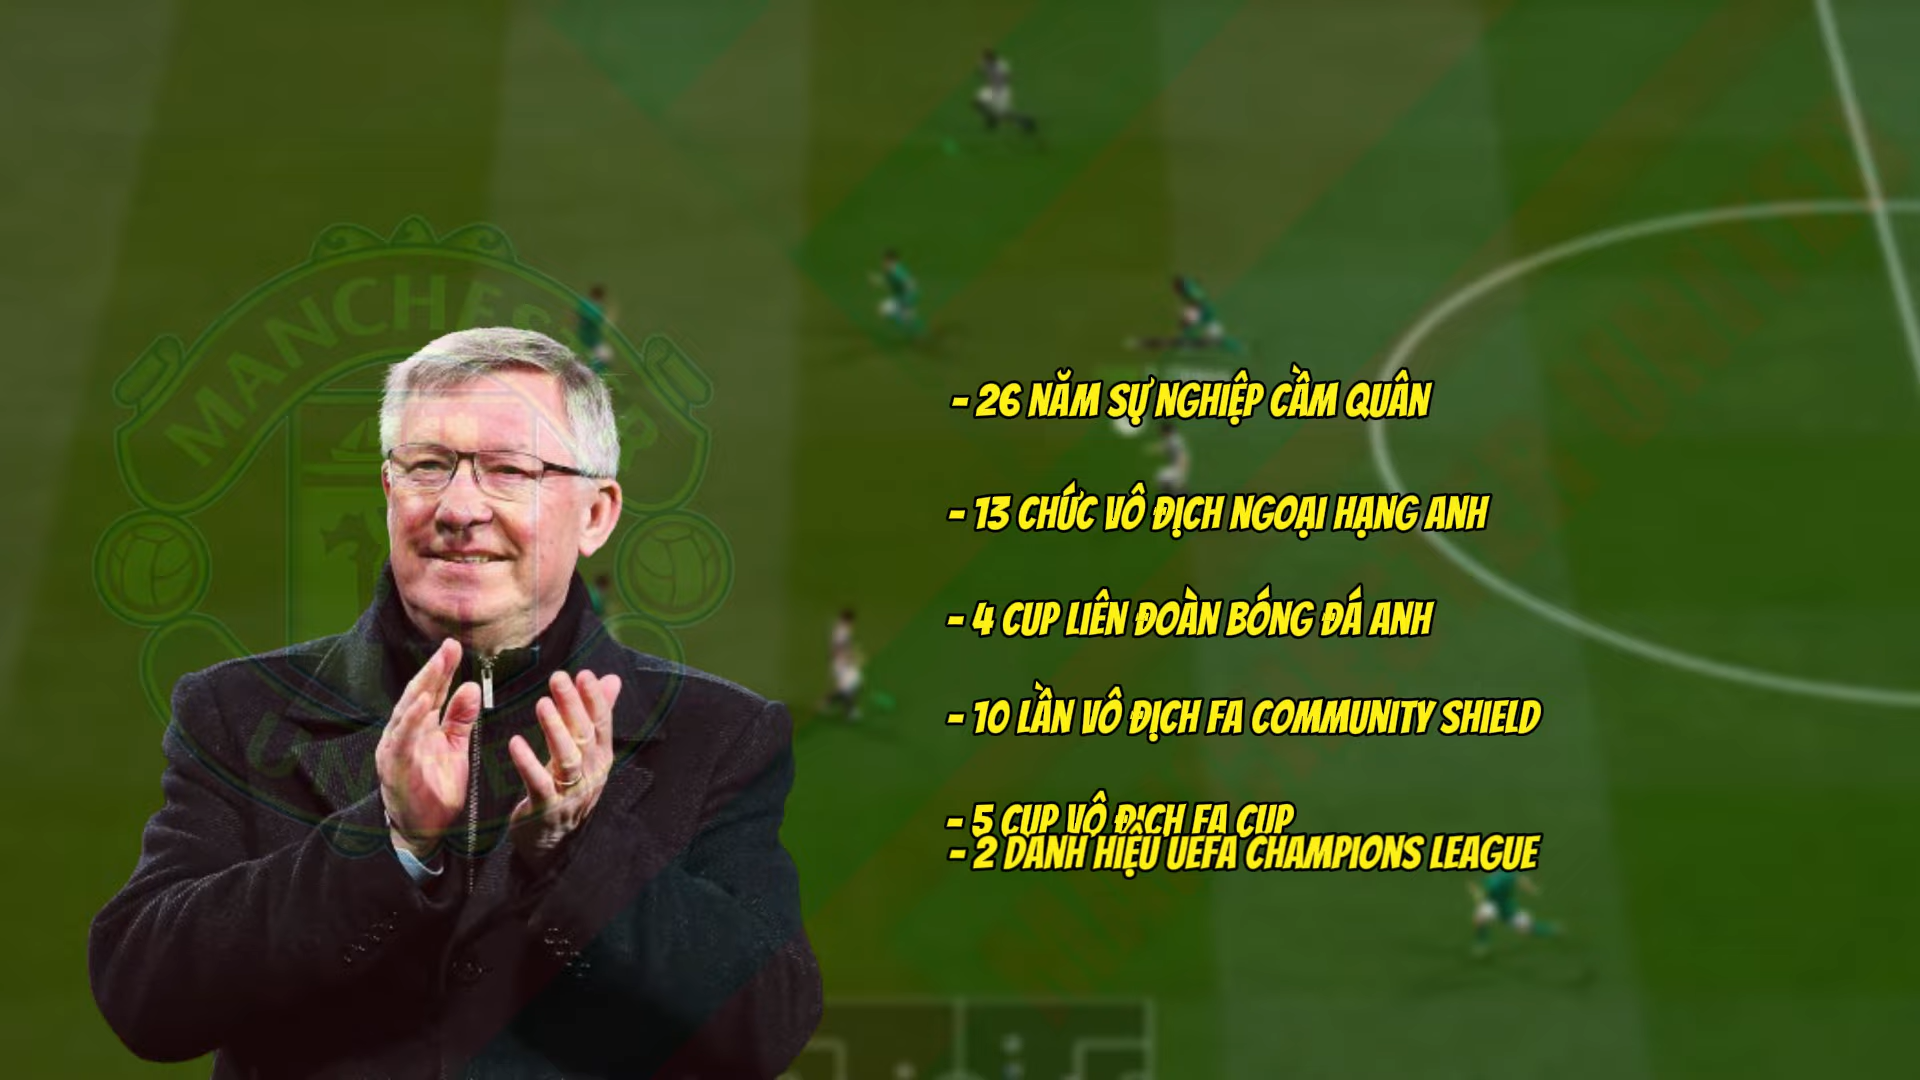 MANCHESTER
UNITED
- 26 NĂM SỰ NGHIỆP CẦM QUÂN
- 13 CHỨC VÔ ĐỊCH NGOẠI HẠNG ANH
- 4 CUP LIÊN ĐOÀN BÓNG ĐÁ ANH
- 10 LẦN VÔ ĐỊCH FA COMMUNITY SHIELD
- 5 CUP VÔ ĐỊCH FA CUP
- 2 DANH HIỆU UEFA CHAMPIONS LEAGUE